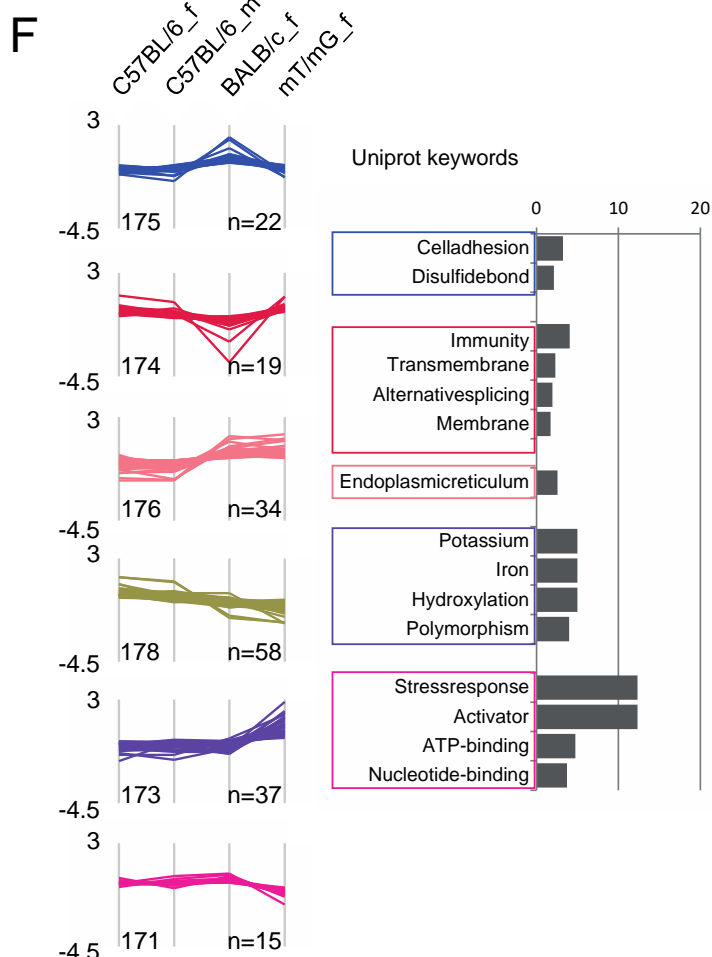 F
C57BL/6_f
C57BL/6_m
BALB/c_f
mT/mG_f
3
-4.5
175
n=22
3
-4.5
174
n=19
3
-4.5
176
n=34
3
-4.5
178
n=58
3
-4.5
173
n=37
3
-4.5
171
n=15
Uniprot keywords
0 10 20
Celladhesion
Disulfidebond
Immunity
Transmembrane
Alternativesplicing
Membrane
Endoplasmicreticulum
Potassium
Iron
Hydroxylation
Polymorphism
Stressresponse
Activator
ATP-binding
Nucleotide-binding